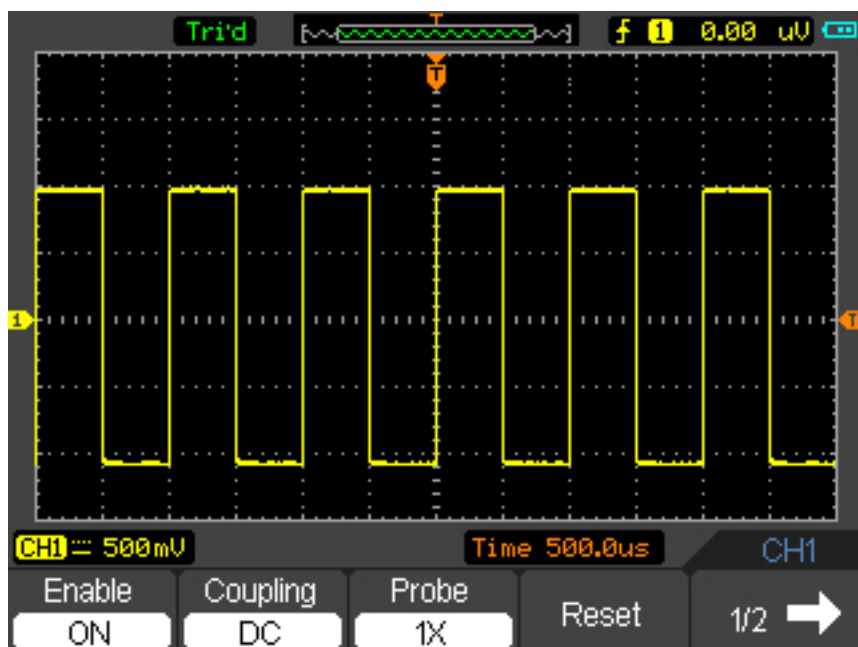 Tri'd T 1 0.00 uV
T
1 T
CH1 500mV Time 500.0us CH1
Enable Coupling Probe Reset 1/2
ON DC 1X